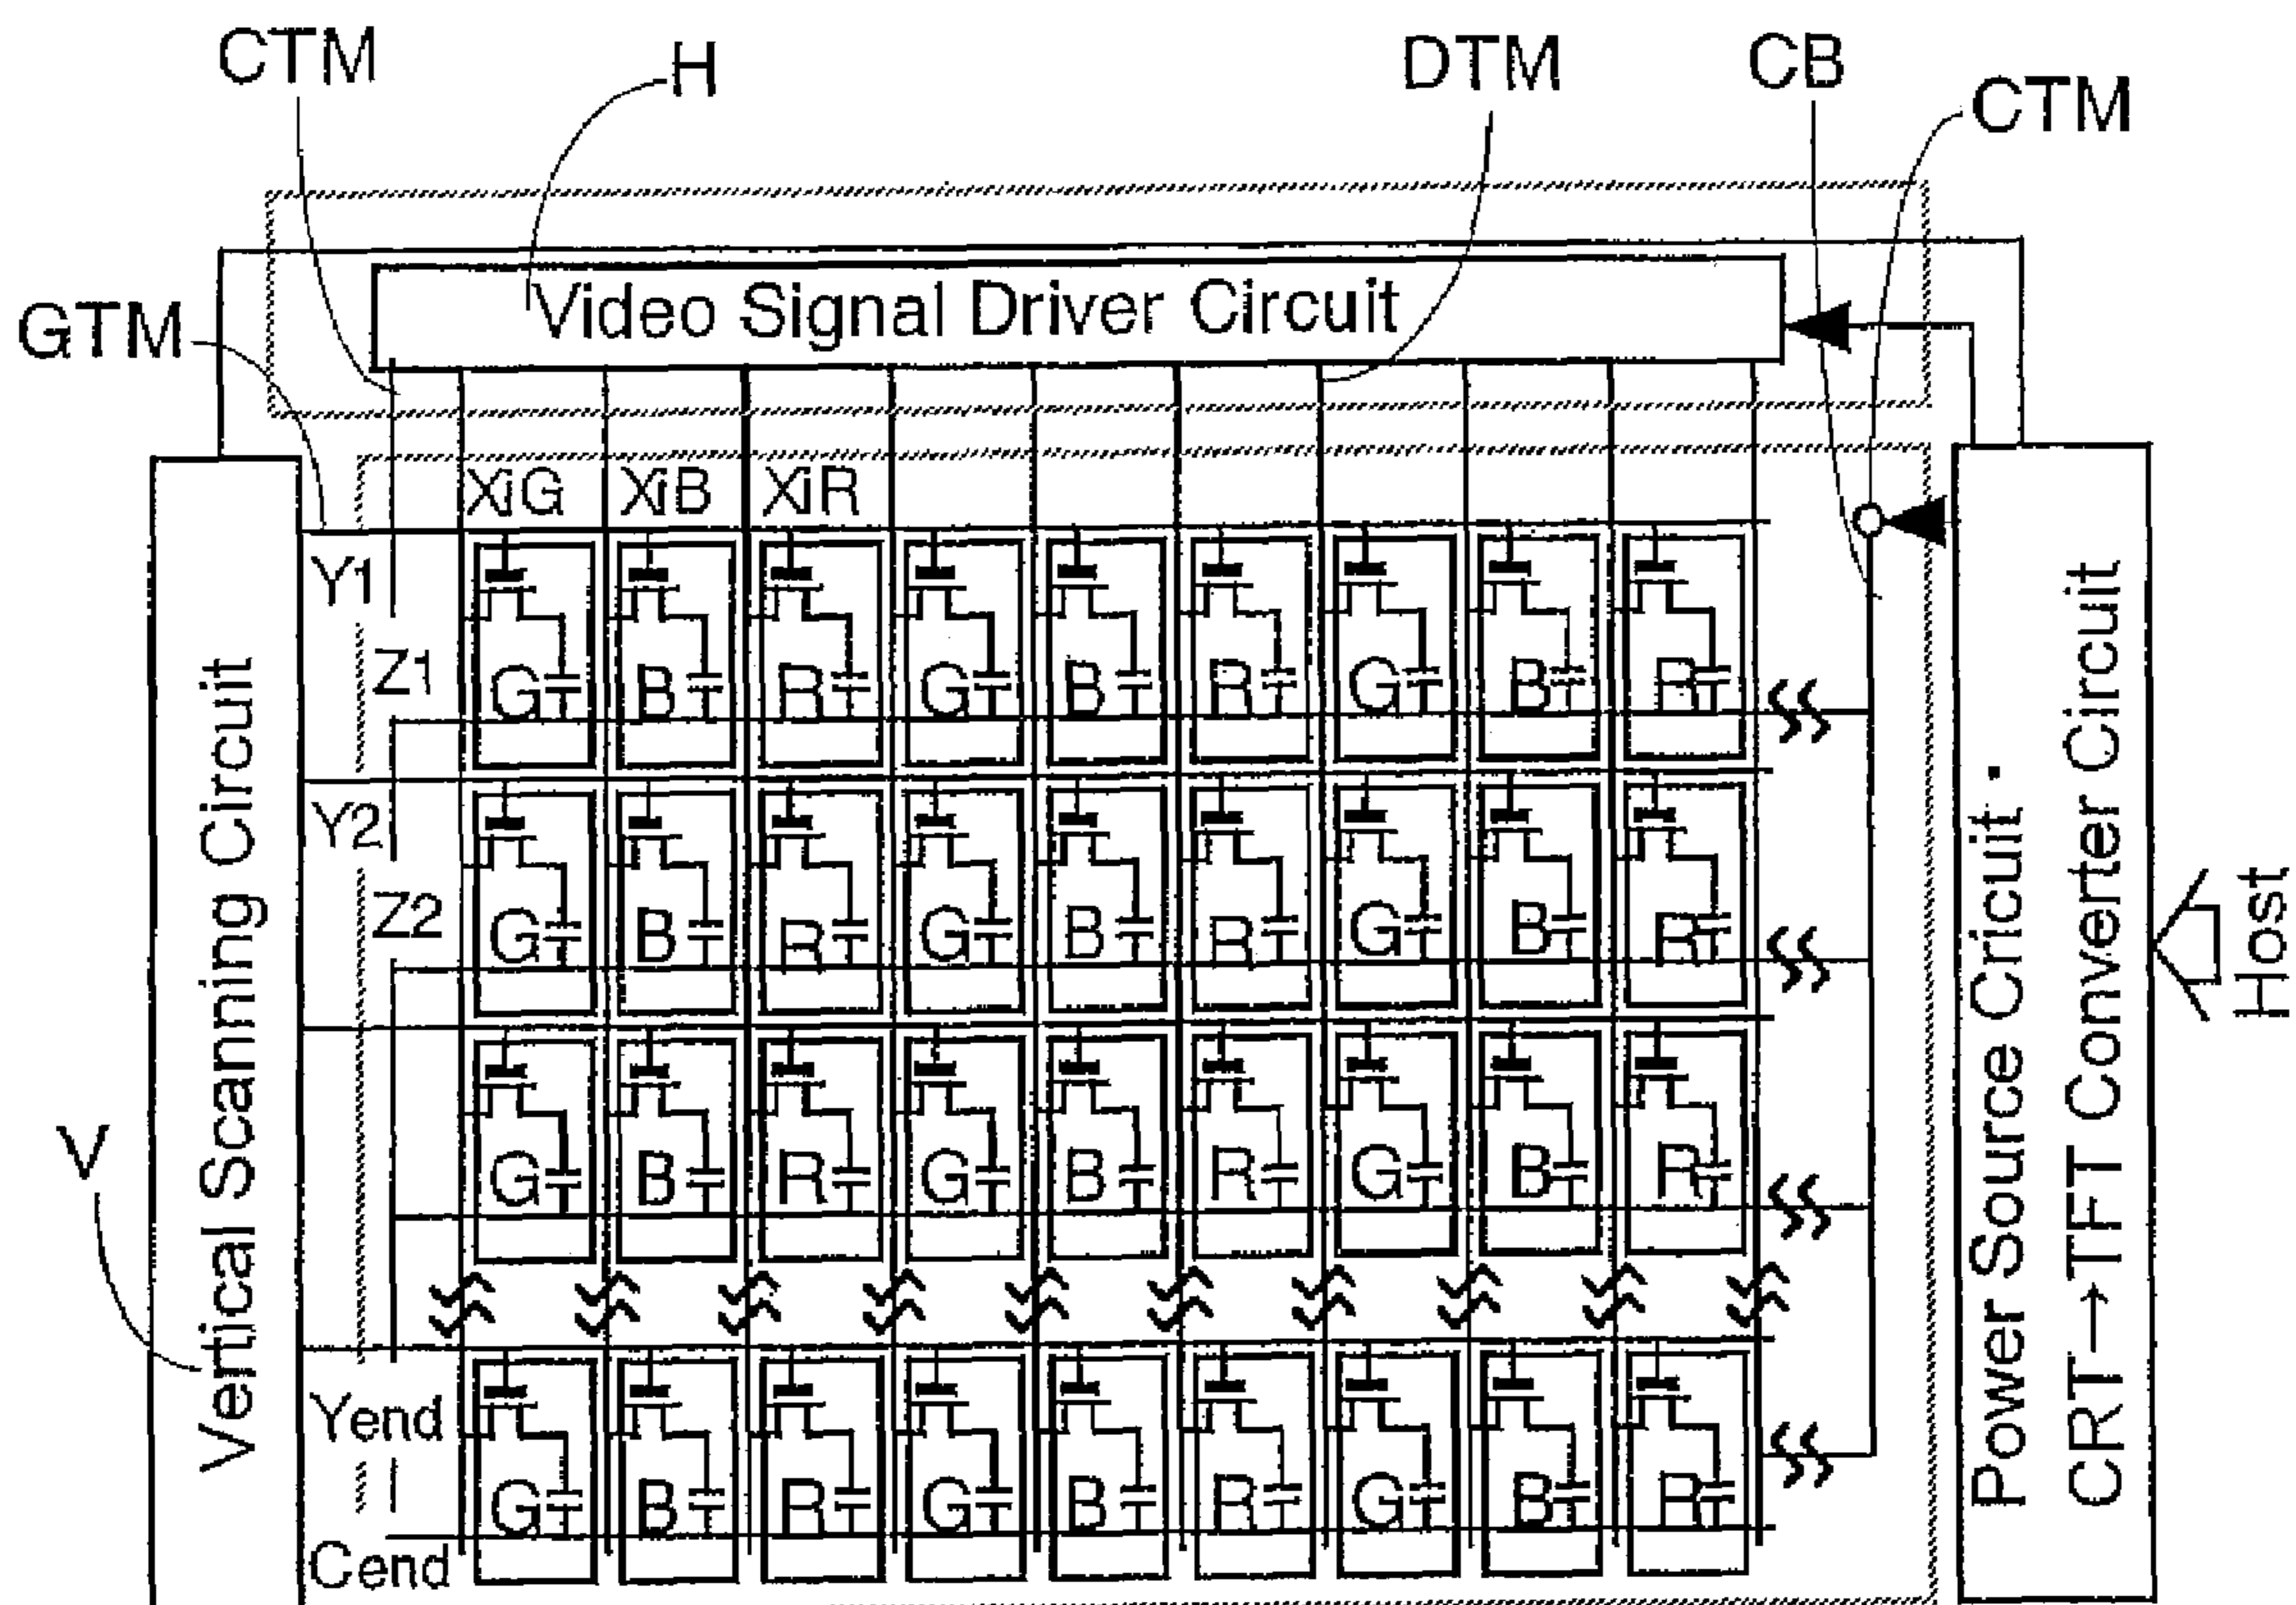 CTM
H
DTM
CB
CTM
Video Signal Driver Circuit
GTM
XiG XiB XiR
Y1
Z1
G B R G B R G B R
Y2
Z2
G B R G B R G B R
G B R G B R G B R
V
Yend
G B R G B R G B R
Cend
Vertical Scanning Circuit
Power Source Cricuit ·
CRT→TFT Converter Circuit
Host